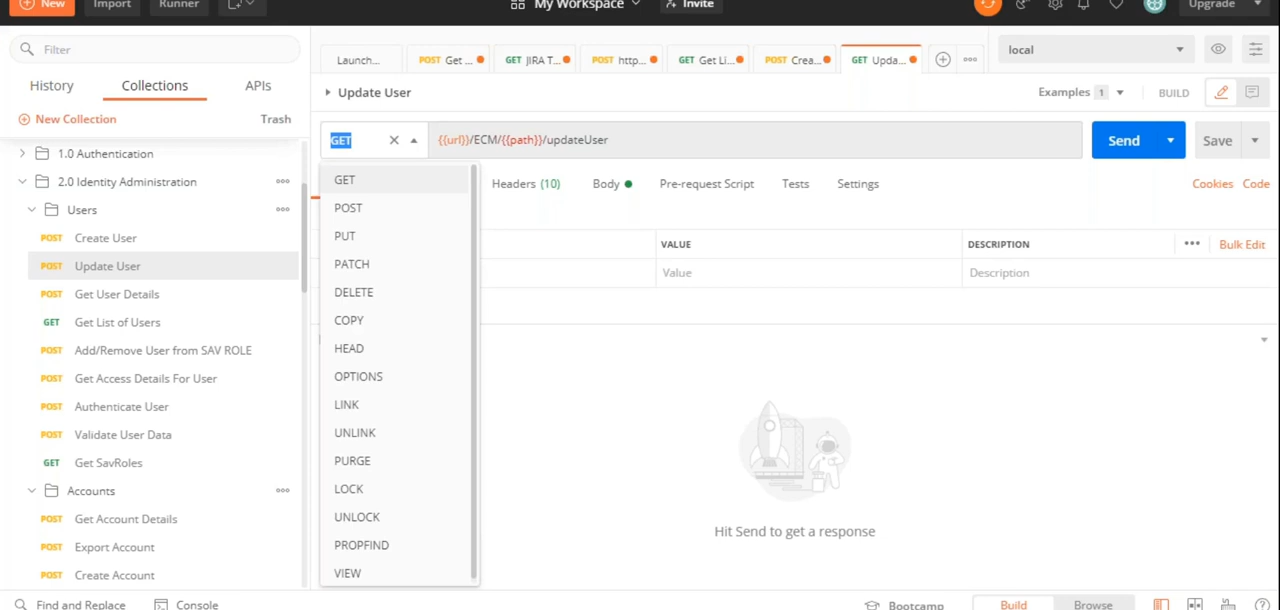 New
Import
Runner
My Workspace
Invite
Upgrade
Filter
History
Collections
APIs
New Collection
Trash
1.0 Authentication
2.0 Identity Administration
Users
POST Create User
POST Update User
POST Get User Details
GET Get List of Users
POST Add/Remove User from SAV ROLE
POST Get Access Details For User
POST Authenticate User
POST Validate User Data
GET Get SavRoles
Accounts
POST Get Account Details
POST Export Account
POST Create Account
Launch...
POST Get ...
GET JIRA T...
POST http...
GET Get Li...
POST Crea...
GET Upda...
local
Update User
Examples 1
BUILD
GET
{{url}}/ECM/{{path}}/updateUser
Send
Save
GET
POST
PUT
PATCH
DELETE
COPY
HEAD
OPTIONS
LINK
UNLINK
PURGE
LOCK
UNLOCK
PROPFIND
VIEW
Headers (10)
Body
Pre-request Script
Tests
Settings
Cookies
Code
VALUE
DESCRIPTION
Bulk Edit
Value
Description
Hit Send to get a response
Find and Replace
Console
Bootcamp
Build
Browse